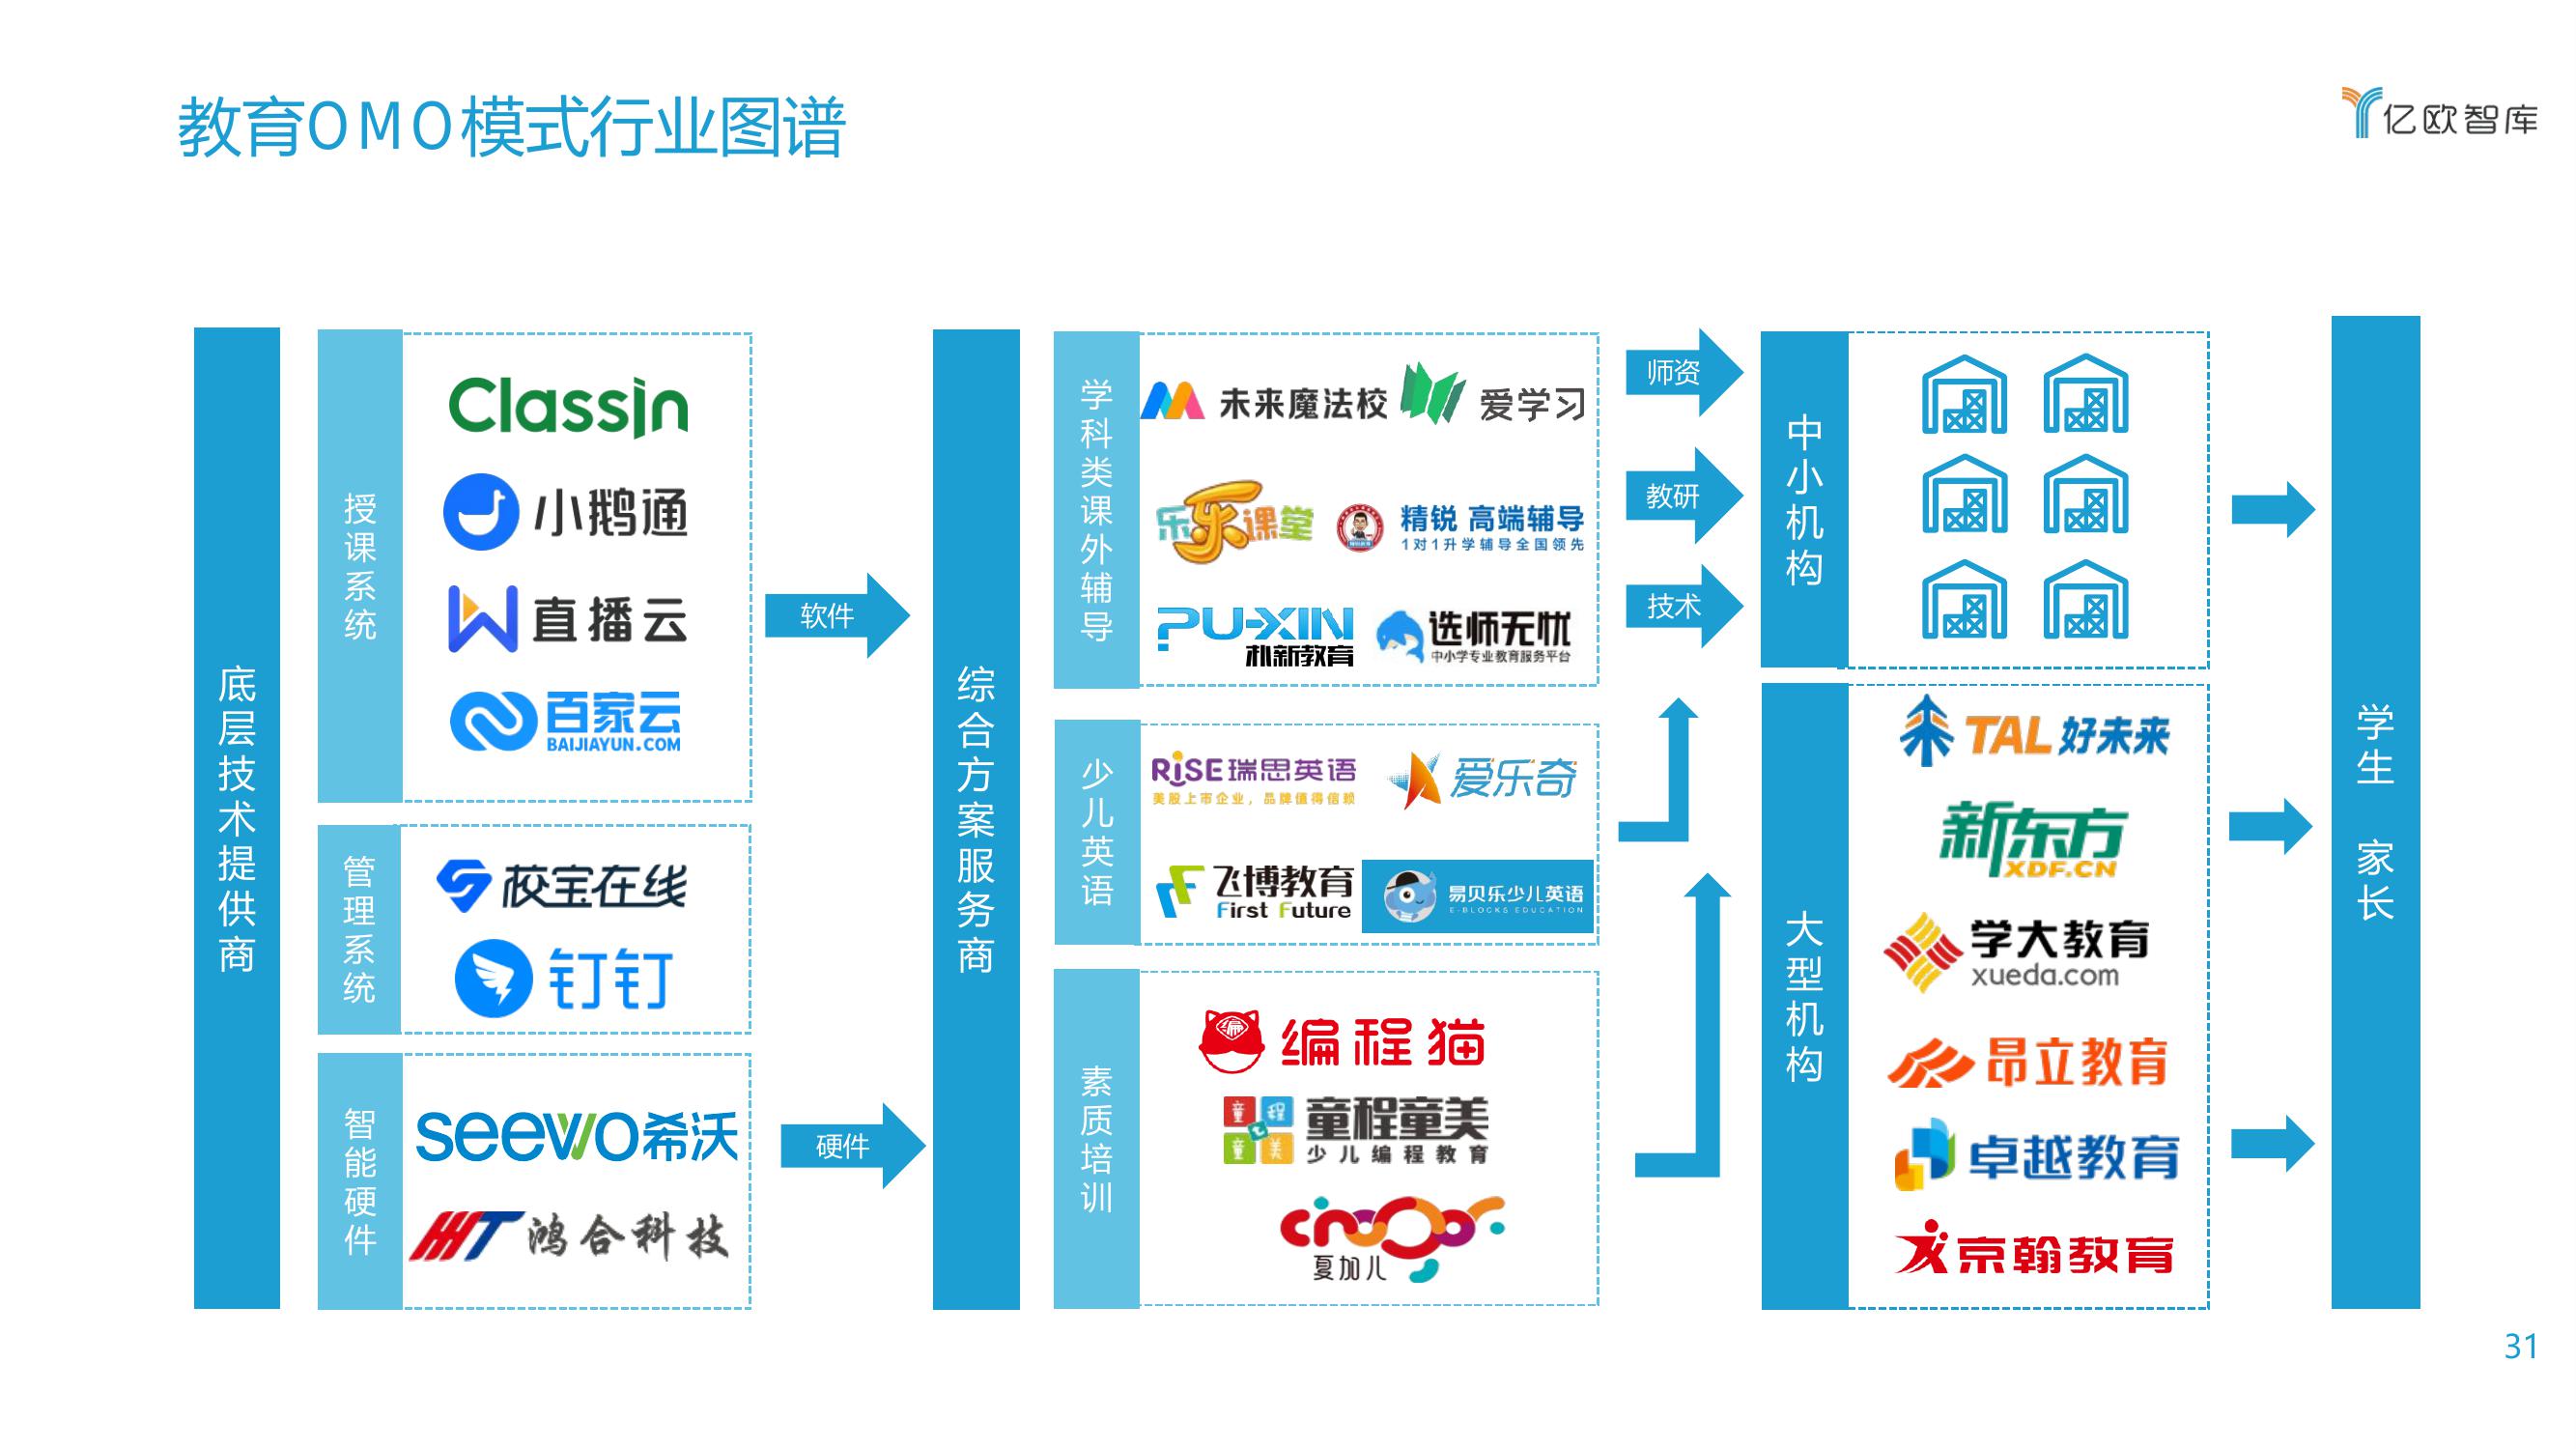 教育OMO模式行业图谱
亿欧智库
底层技术提供商
授课系统
Classin
小鹅通
直播云
百家云
BAIJIAYUN.COM
管理系统
校宝在线
钉钉
智能硬件
seewo希沃
鸿合科技
软件
硬件
综合方案服务商
学科类课外辅导
未来魔法校
爱学习
乐乐课堂
精锐 高端辅导
1对1升学辅导全国领先
PU-XIN
朴新教育
选师无忧
中小学专业教育服务平台
少儿英语
RiSE瑞思英语
美股上市企业，品牌值得信赖
爱乐奇
飞博教育
First Future
易贝乐少儿英语
E-BLOCKS EDUCATION
素质培训
编
编程猫
童程童美
童程童美
少儿编程教育
夏加儿
师资
教研
技术
中小机构
大型机构
TAL好未来
新东方
XDF.CN
学大教育
xueda.com
昂立教育
卓越教育
京翰教育
学生 家长
31